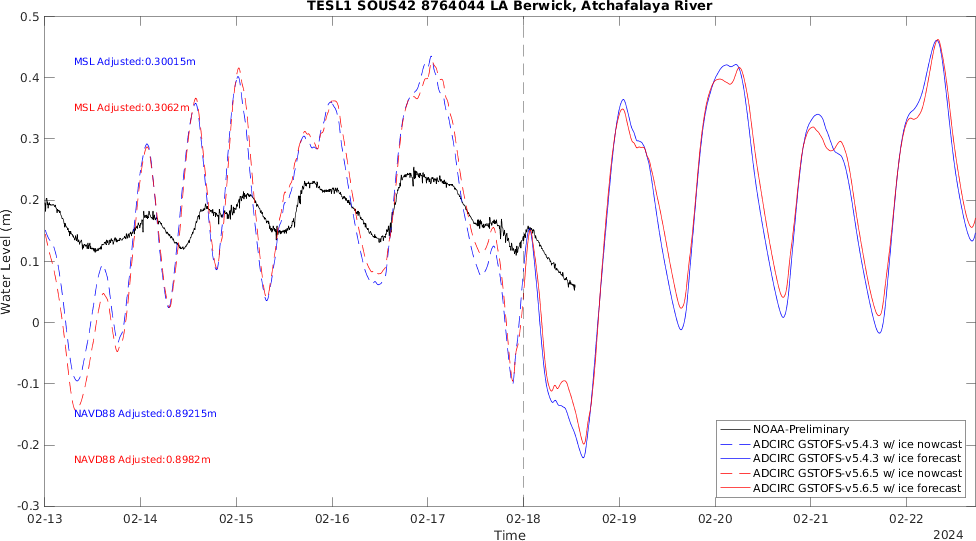 TESL1 SOUS42 8764044 LA Berwick, Atchafalaya River
0.5
0.4
0.3
0.2
0.1
0
-0.1
-0.2
-0.3
Water Level (m)
MSL Adjusted:0.30015m
MSL Adjusted:0.3062m
NAVD88 Adjusted:0.89215m
NAVD88 Adjusted:0.8982m
NOAA-Preliminary
ADCIRC GSTOFS-v5.4.3 w/ ice nowcast
ADCIRC GSTOFS-v5.4.3 w/ ice forecast
ADCIRC GSTOFS-v5.6.5 w/ ice nowcast
ADCIRC GSTOFS-v5.6.5 w/ ice forecast
02-13 02-14 02-15 02-16 02-17 02-18 02-19 02-20 02-21 02-22
Time
2024